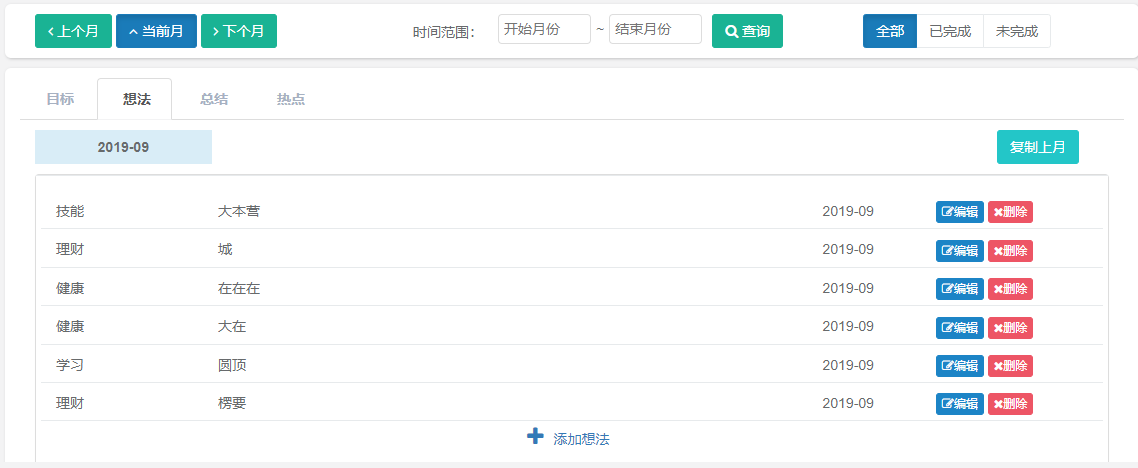 上个月 当前月 下个月 时间范围： 开始月份 ~ 结束月份 查询 全部 已完成 未完成
目标 想法 总结 热点
2019-09 复制上月
技能 大本营 2019-09 编辑 删除
理财 城 2019-09 编辑 删除
健康 在在在 2019-09 编辑 删除
健康 大在 2019-09 编辑 删除
学习 圆顶 2019-09 编辑 删除
理财 楞要 2019-09 编辑 删除
添加想法